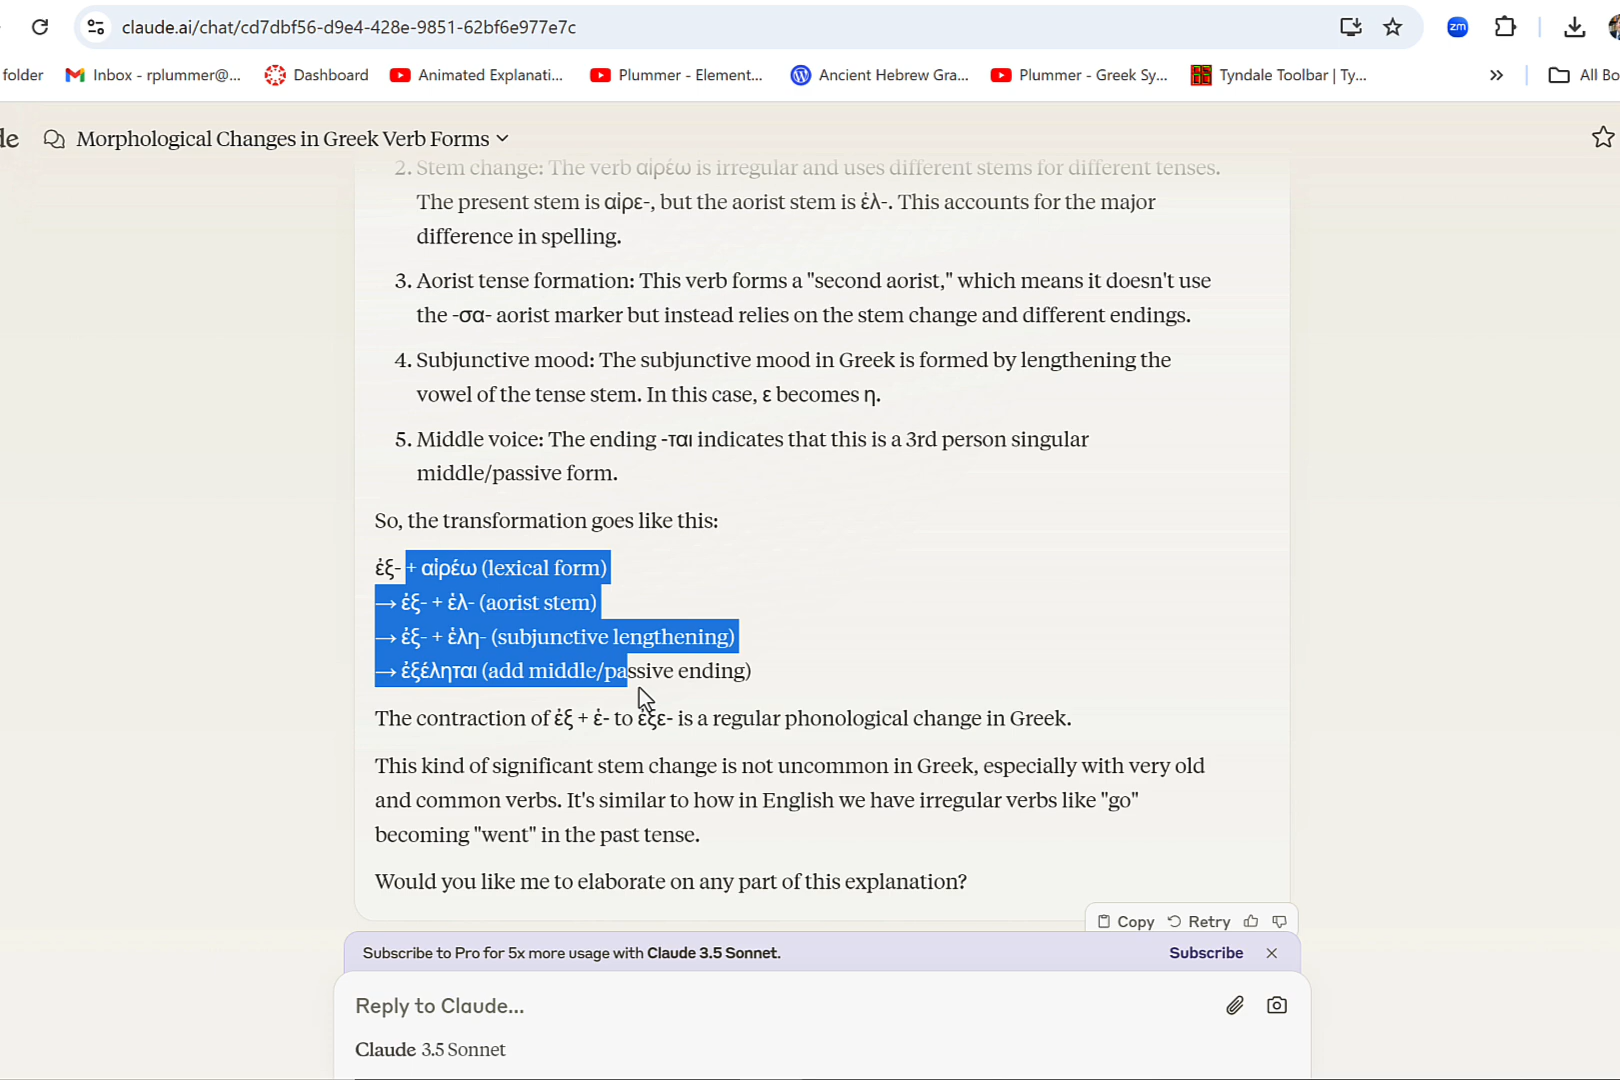 claude.ai/chat/cd7dbf56-d9e4-428e-9851-62bf6e977e7c
zm
folder Inbox - rplummer@... Dashboard Animated Explanati... Plummer - Element... Ancient Hebrew Gra... Plummer - Greek Sy... Tyndale Toolbar | Ty... » All Bo
de Morphological Changes in Greek Verb Forms
2. Stem change: The verb αἱρέω is irregular and uses different stems for different tenses.
The present stem is αἱρε-, but the aorist stem is ἑλ-. This accounts for the major
difference in spelling.
3. Aorist tense formation: This verb forms a "second aorist," which means it doesn't use
the -σα- aorist marker but instead relies on the stem change and different endings.
4. Subjunctive mood: The subjunctive mood in Greek is formed by lengthening the
vowel of the tense stem. In this case, ε becomes η.
5. Middle voice: The ending -ται indicates that this is a 3rd person singular
middle/passive form.
So, the transformation goes like this:
ἐξ- + αἱρέω (lexical form)
→ ἐξ- + ἑλ- (aorist stem)
→ ἐξ- + ἑλη- (subjunctive lengthening)
→ ἐξέληται (add middle/passive ending)
The contraction of ἐξ + ἑ- to ἐξε- is a regular phonological change in Greek.
This kind of significant stem change is not uncommon in Greek, especially with very old
and common verbs. It's similar to how in English we have irregular verbs like "go"
becoming "went" in the past tense.
Would you like me to elaborate on any part of this explanation?
Copy Retry
Subscribe to Pro for 5x more usage with Claude 3.5 Sonnet. Subscribe
Reply to Claude...
Claude 3.5 Sonnet